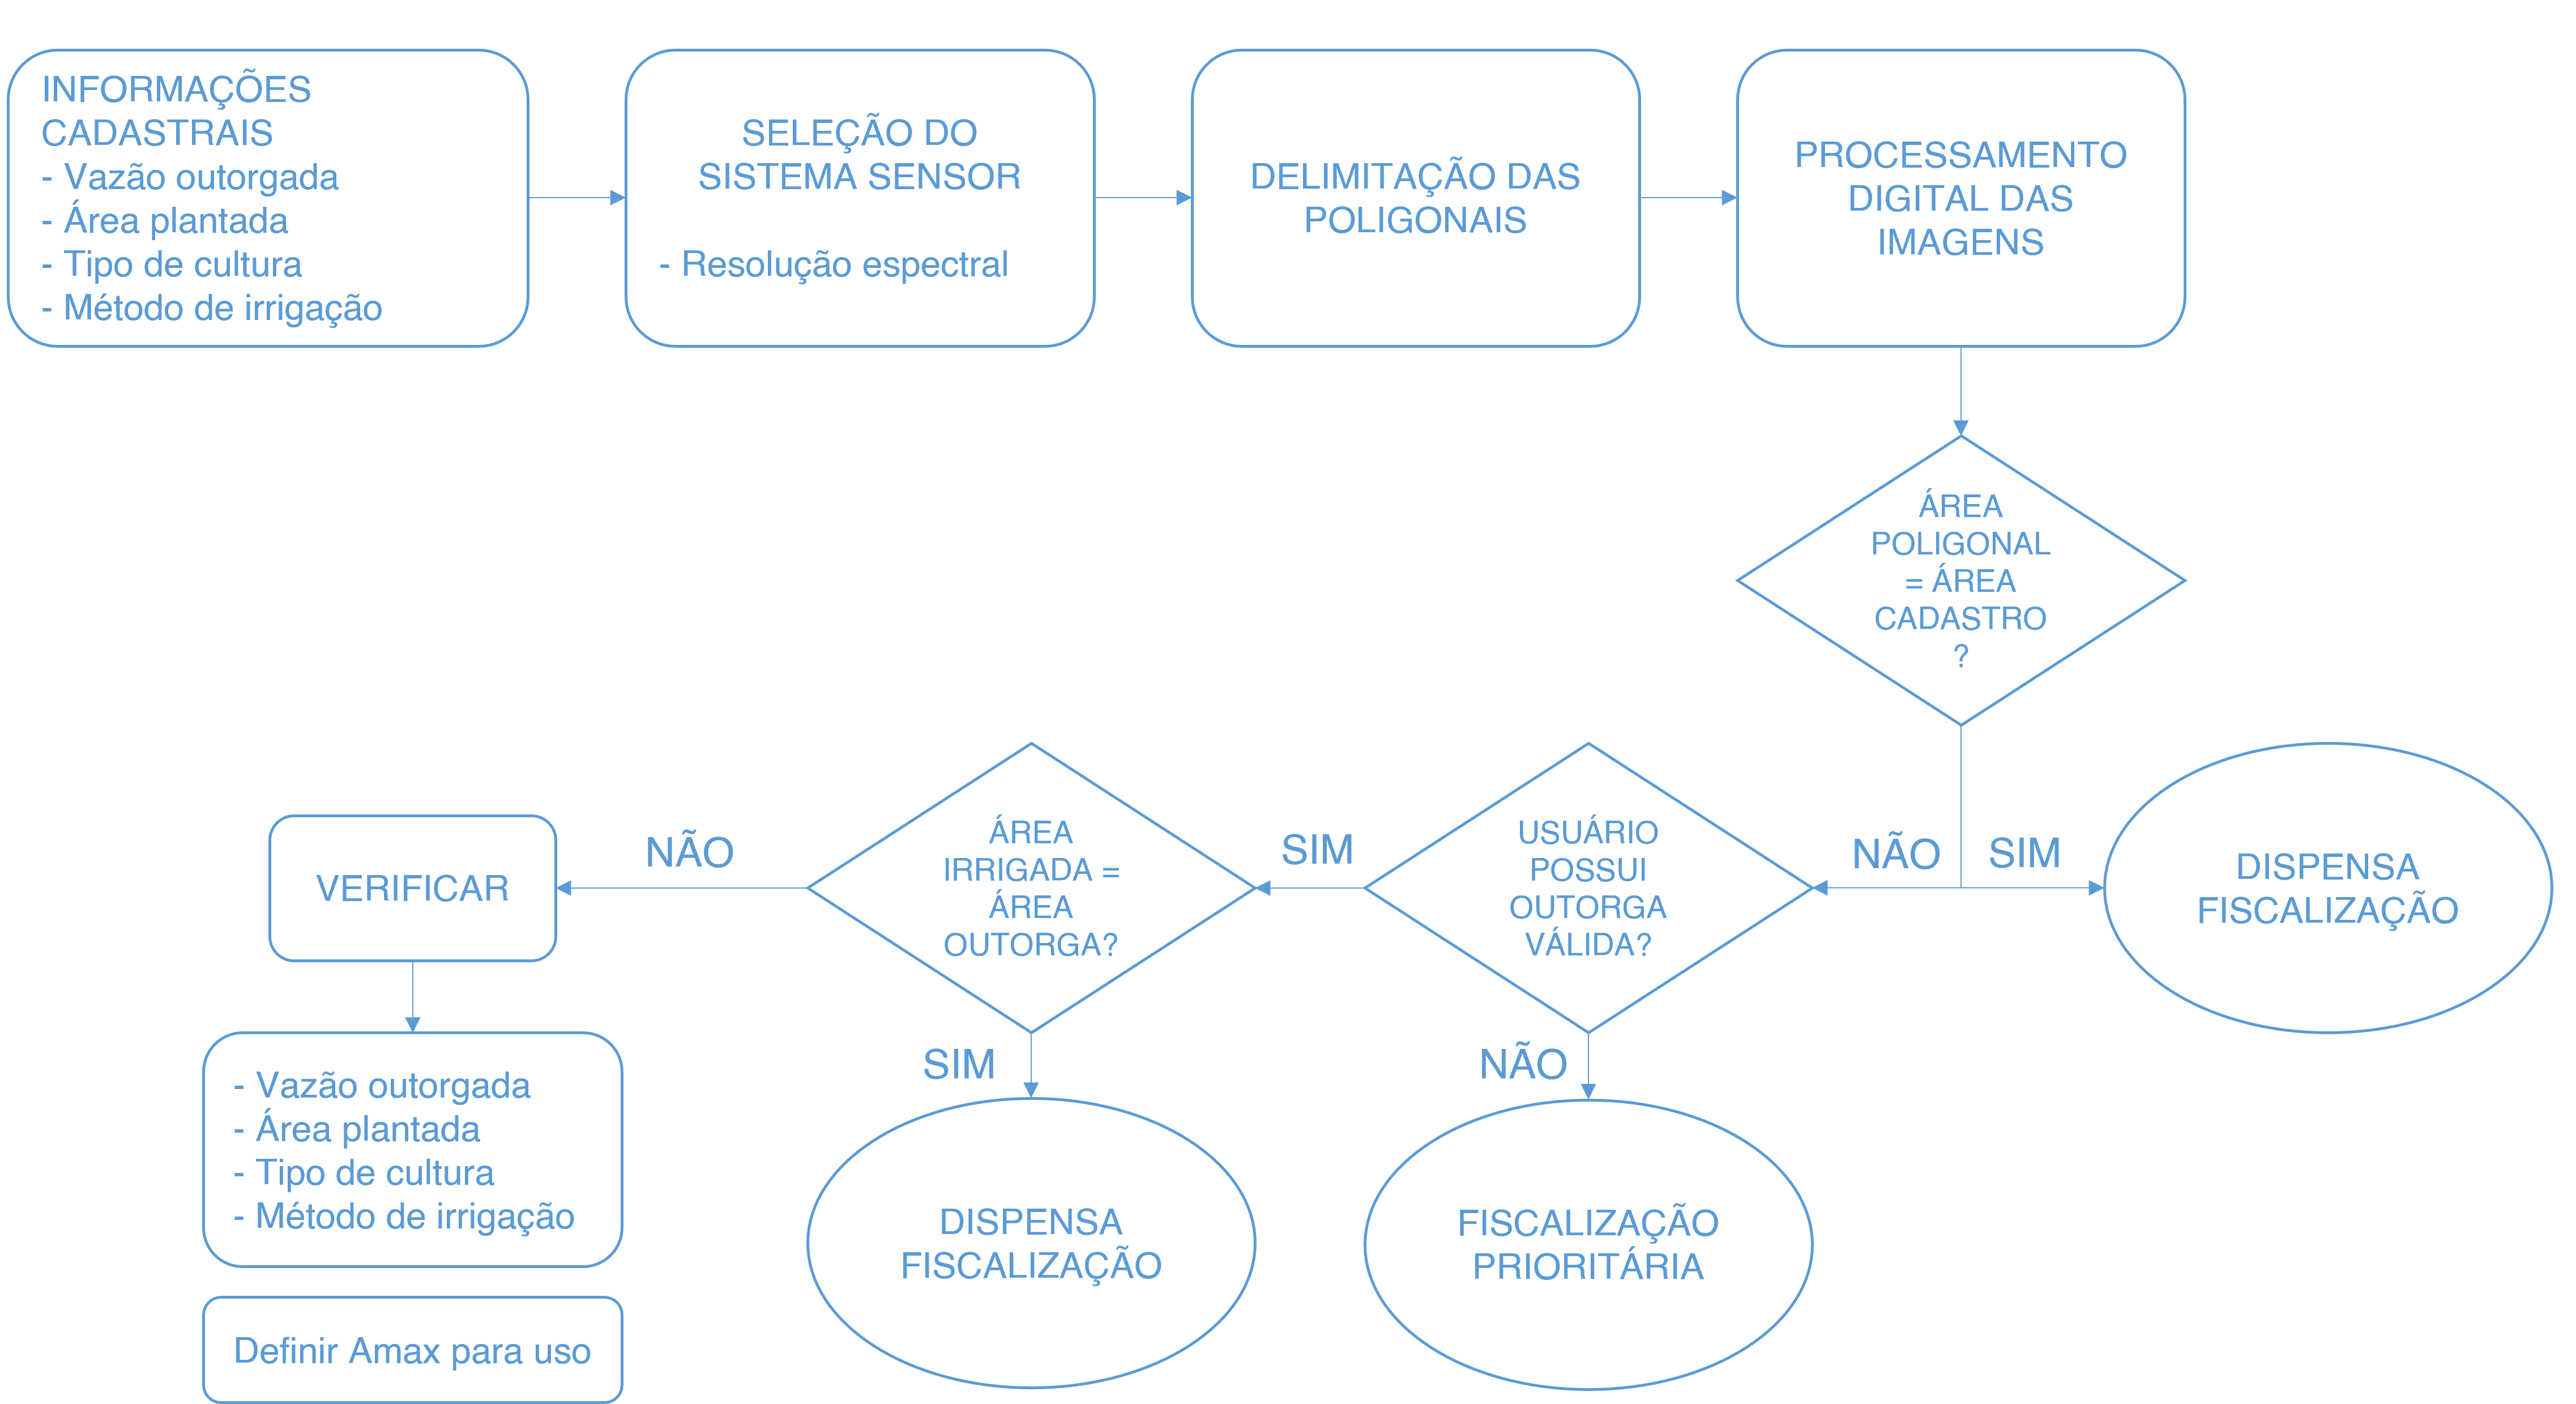 INFORMAÇÕES
CADASTRAIS
- Vazão outorgada
- Área plantada
- Tipo de cultura
- Método de irrigação
SELEÇÃO DO
SISTEMA SENSOR
- Resolução espectral
DELIMITAÇÃO DAS
POLIGONAIS
PROCESSAMENTO
DIGITAL DAS
IMAGENS
ÁREA
POLIGONAL
= ÁREA
CADASTRO
?
NÃO
SIM
DISPENSA
FISCALIZAÇÃO
USUÁRIO
POSSUI
OUTORGA
VÁLIDA?
SIM
NÃO
FISCALIZAÇÃO
PRIORITÁRIA
ÁREA
IRRIGADA =
ÁREA
OUTORGA?
NÃO
SIM
DISPENSA
FISCALIZAÇÃO
VERIFICAR
- Vazão outorgada
- Área plantada
- Tipo de cultura
- Método de irrigação
Definir Amax para uso